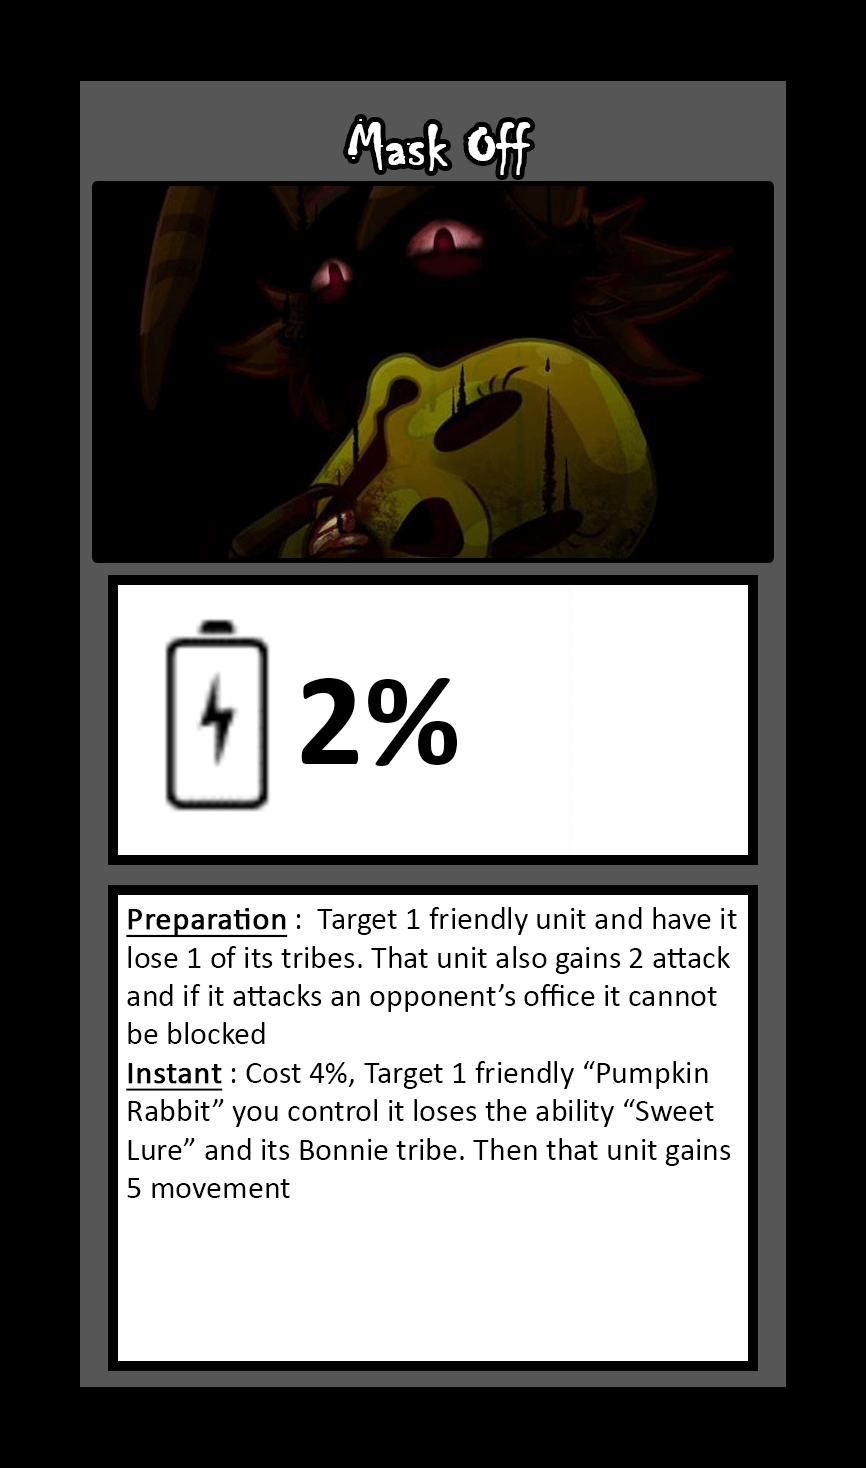 Mask Off
2%
Preparation :  Target 1 friendly unit and have it
lose 1 of its tribes. That unit also gains 2 attack
and if it attacks an opponent’s office it cannot
be blocked
Instant : Cost 4%, Target 1 friendly “Pumpkin
Rabbit” you control it loses the ability “Sweet
Lure” and its Bonnie tribe. Then that unit gains
5 movement